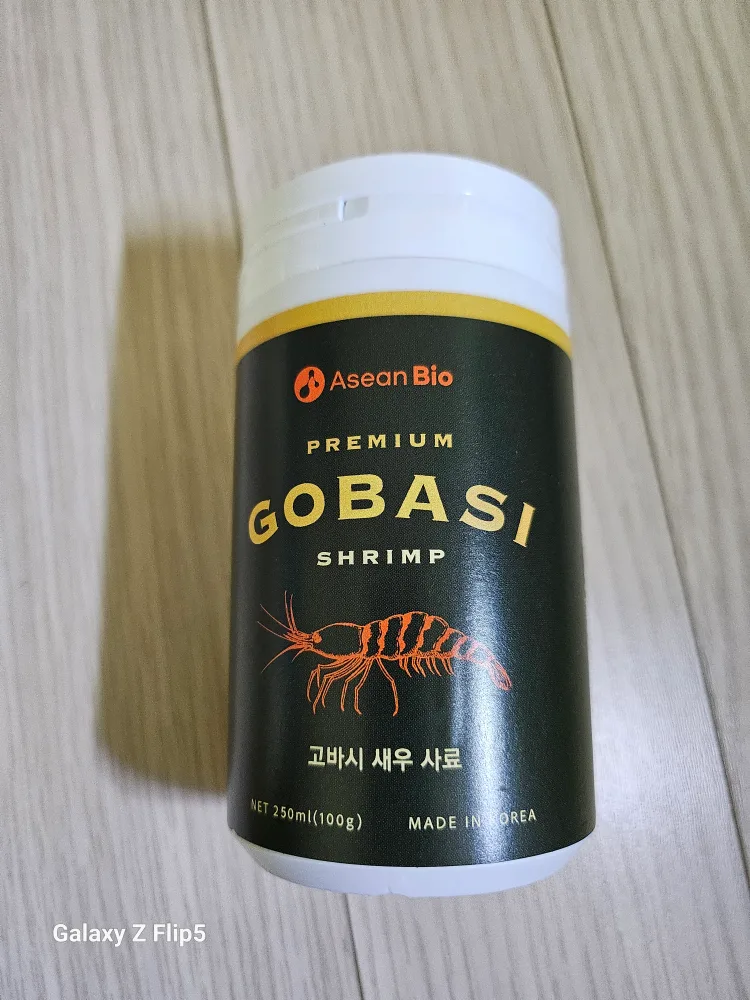 Asean Bio
PREMIUM
GOBASI
SHRIMP
고바시 새우 사료
NET 250ml(100g) MADE IN KOREA
Galaxy Z Flip5